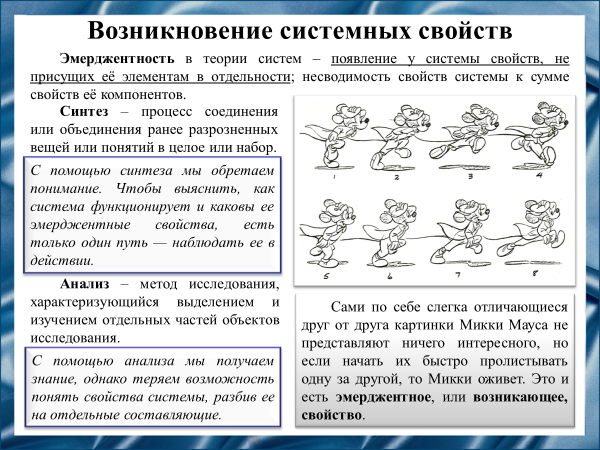 Возникновение системных свойств
Эмерджентность в теории систем – появление у системы свойств, не
присущих её элементам в отдельности; несводимость свойств системы к сумме
свойств её компонентов.
Синтез – процесс соединения
или объединения ранее разрозненных
вещей или понятий в целое или набор.
С помощью синтеза мы обретаем
понимание. Чтобы выяснить, как
система функционирует и каковы ее
эмерджентные свойства, есть
только один путь — наблюдать ее в
действии.
Анализ – метод исследования,
характеризующийся выделением и
изучением отдельных частей объектов
исследования.
С помощью анализа мы получаем
знание, однако теряем возможность
понять свойства системы, разбив ее
на отдельные составляющие.
1 2 3 4
5 6 7 8
Сами по себе слегка отличающиеся
друг от друга картинки Микки Мауса не
представляют ничего интересного, но
если начать их быстро пролистывать
одну за другой, то Микки оживет. Это и
есть эмерджентное, или возникающее,
свойство.